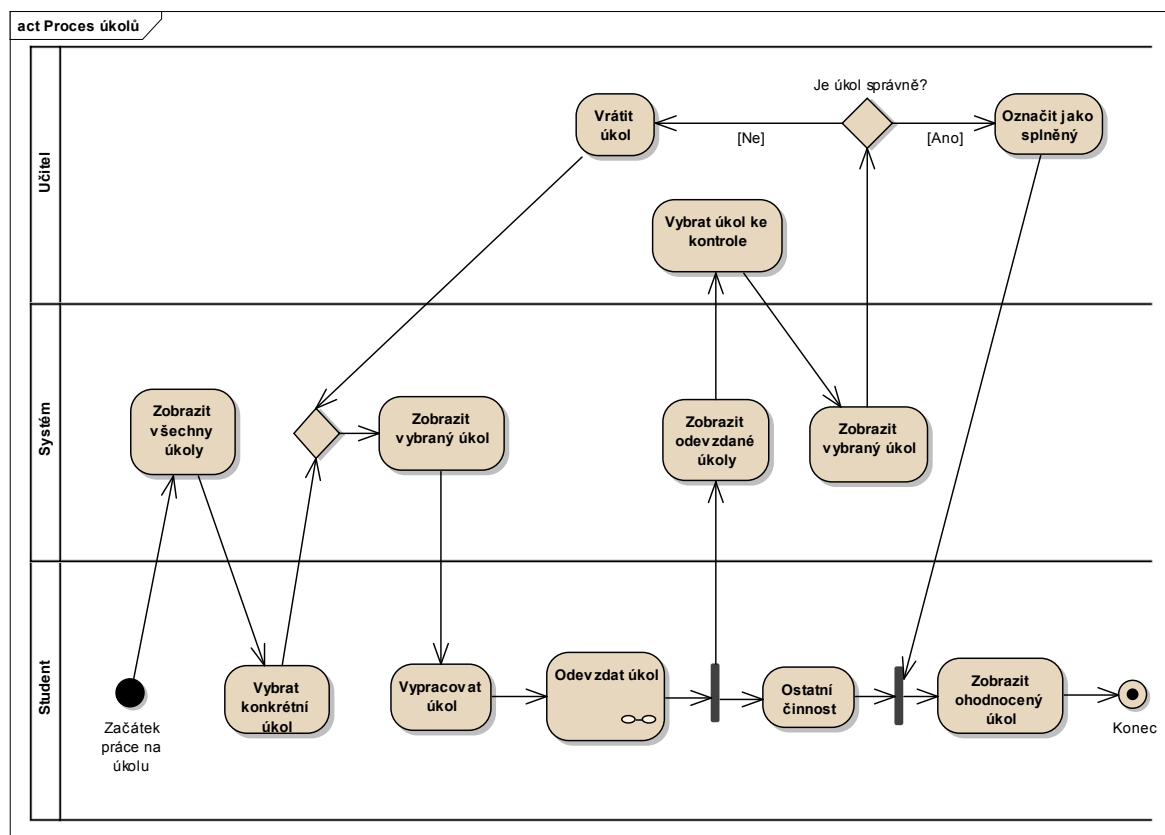 act Proces úkolů
Učitel
Je úkol správně?
Vrátit
úkol
[Ne]
[Ano]
Označit jako
splněný
Vybrat úkol ke
kontrole
Systém
Zobrazit
všechny
úkoly
Zobrazit
vybraný úkol
Zobrazit
odevzdané
úkoly
Zobrazit
vybraný úkol
Student
Začátek
práce na
úkolu
Vybrat
konkrétní
úkol
Vypracovat
úkol
Odevzdat úkol
Ostatní
činnost
Zobrazit
ohodnocený
úkol
Konec